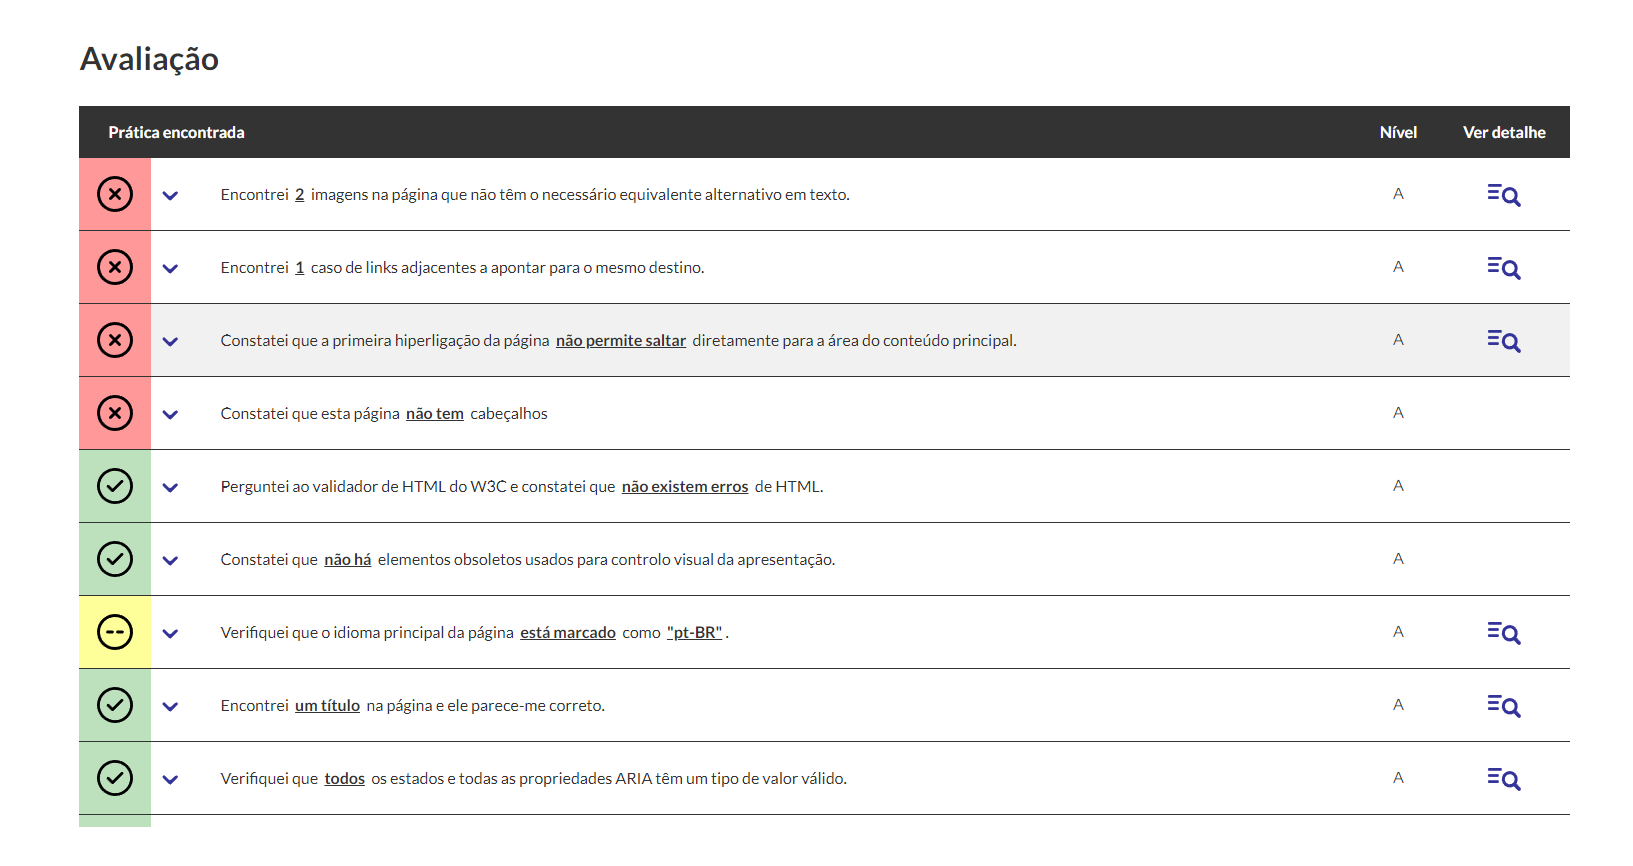 Avaliação
Prática encontrada Nível Ver detalhe
Encontrei 2 imagens na página que não têm o necessário equivalente alternativo em texto. A
Encontrei 1 caso de links adjacentes a apontar para o mesmo destino. A
Constatei que a primeira hiperligação da página não permite saltar diretamente para a área do conteúdo principal. A
Constatei que esta página não tem cabeçalhos A
Perguntei ao validador de HTML do W3C e constatei que não existem erros de HTML. A
Constatei que não há elementos obsoletos usados para controlo visual da apresentação. A
Verifiquei que o idioma principal da página está marcado como "pt-BR" . A
Encontrei um título na página e ele parece-me correto. A
Verifiquei que todos os estados e todas as propriedades ARIA têm um tipo de valor válido. A